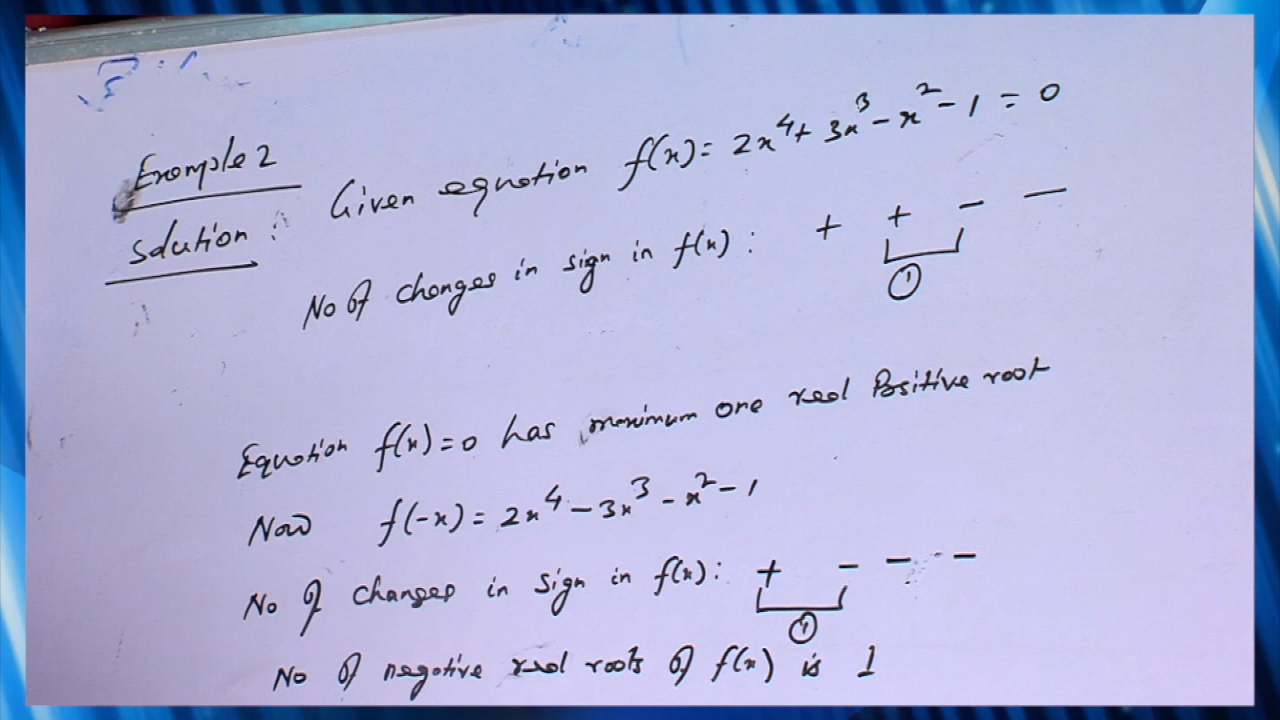 Example 2
Solution : Given equation f(x) = 2x⁴ + 3x³ - x² - 1 = 0
No of changes in sign in f(x) : + + - -
①
Equation f(x) = 0 has maximum one real Positive root
Now f(-x) = 2x⁴ - 3x³ - x² - 1
No of changes in sign in f(x) : + - - -
①
No of negative real roots of f(x) is 1